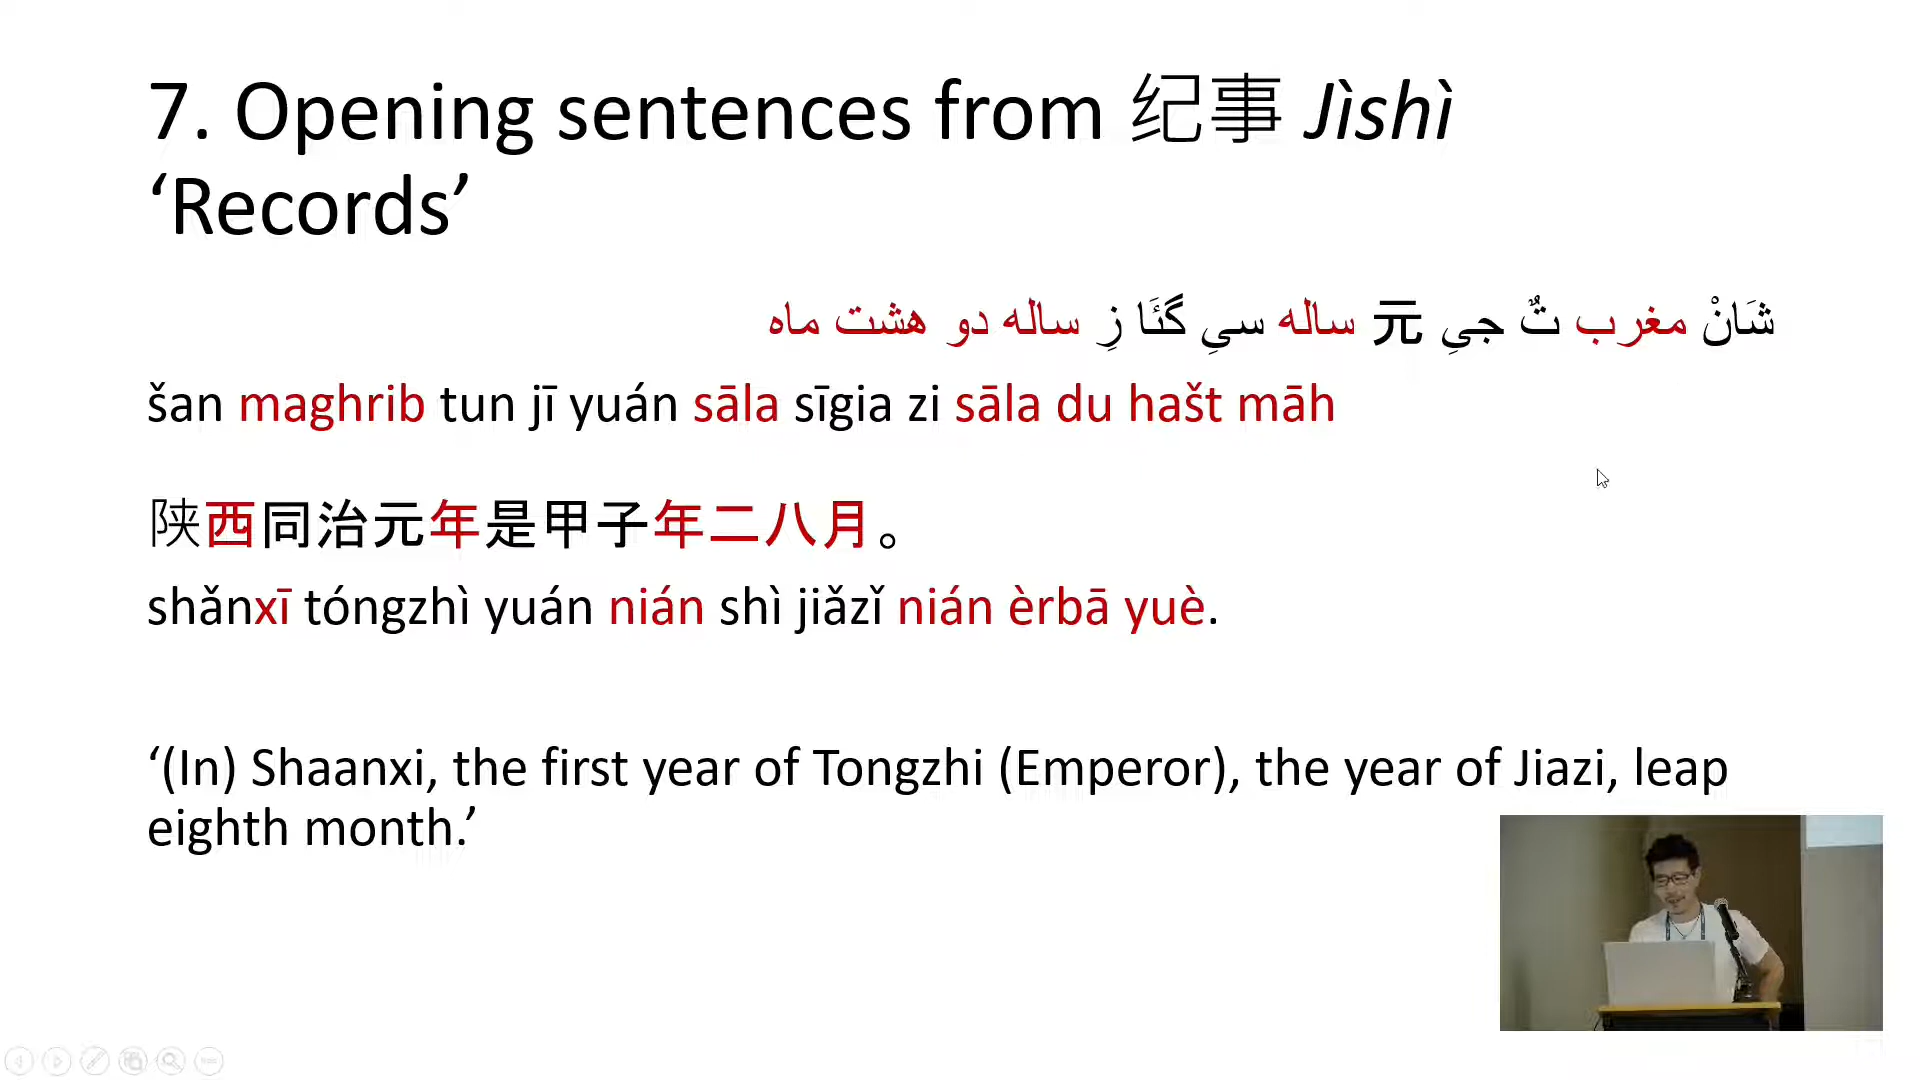 7. Opening sentences from 纪事 Jìshì
‘Records’
شَانْ مغرب تٌ جیِ 元 ساله سیِ گَئَا زِ ساله دو هشت ماه
šan maghrib tun jī yuán sāla sīgia zi sāla du hašt māh
陕西同治元年是甲子年二八月。
shǎnxī tóngzhì yuán nián shì jiǎzǐ nián èrbā yuè.
‘(In) Shaanxi, the first year of Tongzhi (Emperor), the year of Jiazi, leap
eighth month.’